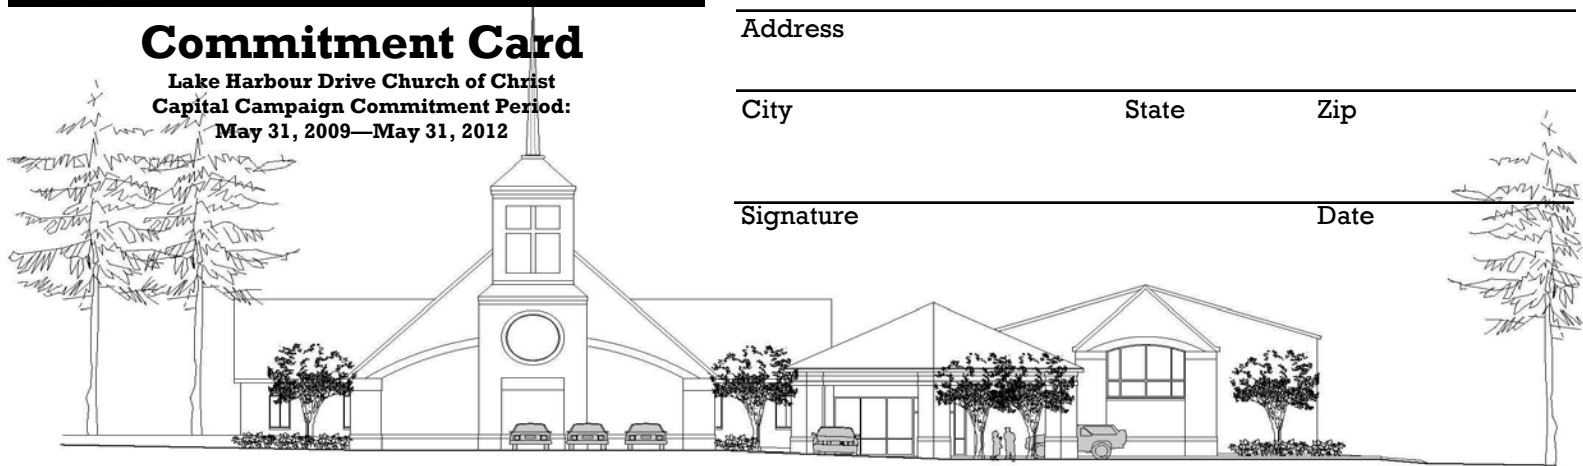 Commitment Card
Lake Harbour Drive Church of Christ
Capital Campaign Commitment Period:
May 31, 2009—May 31, 2012
Address
City State Zip
Signature Date